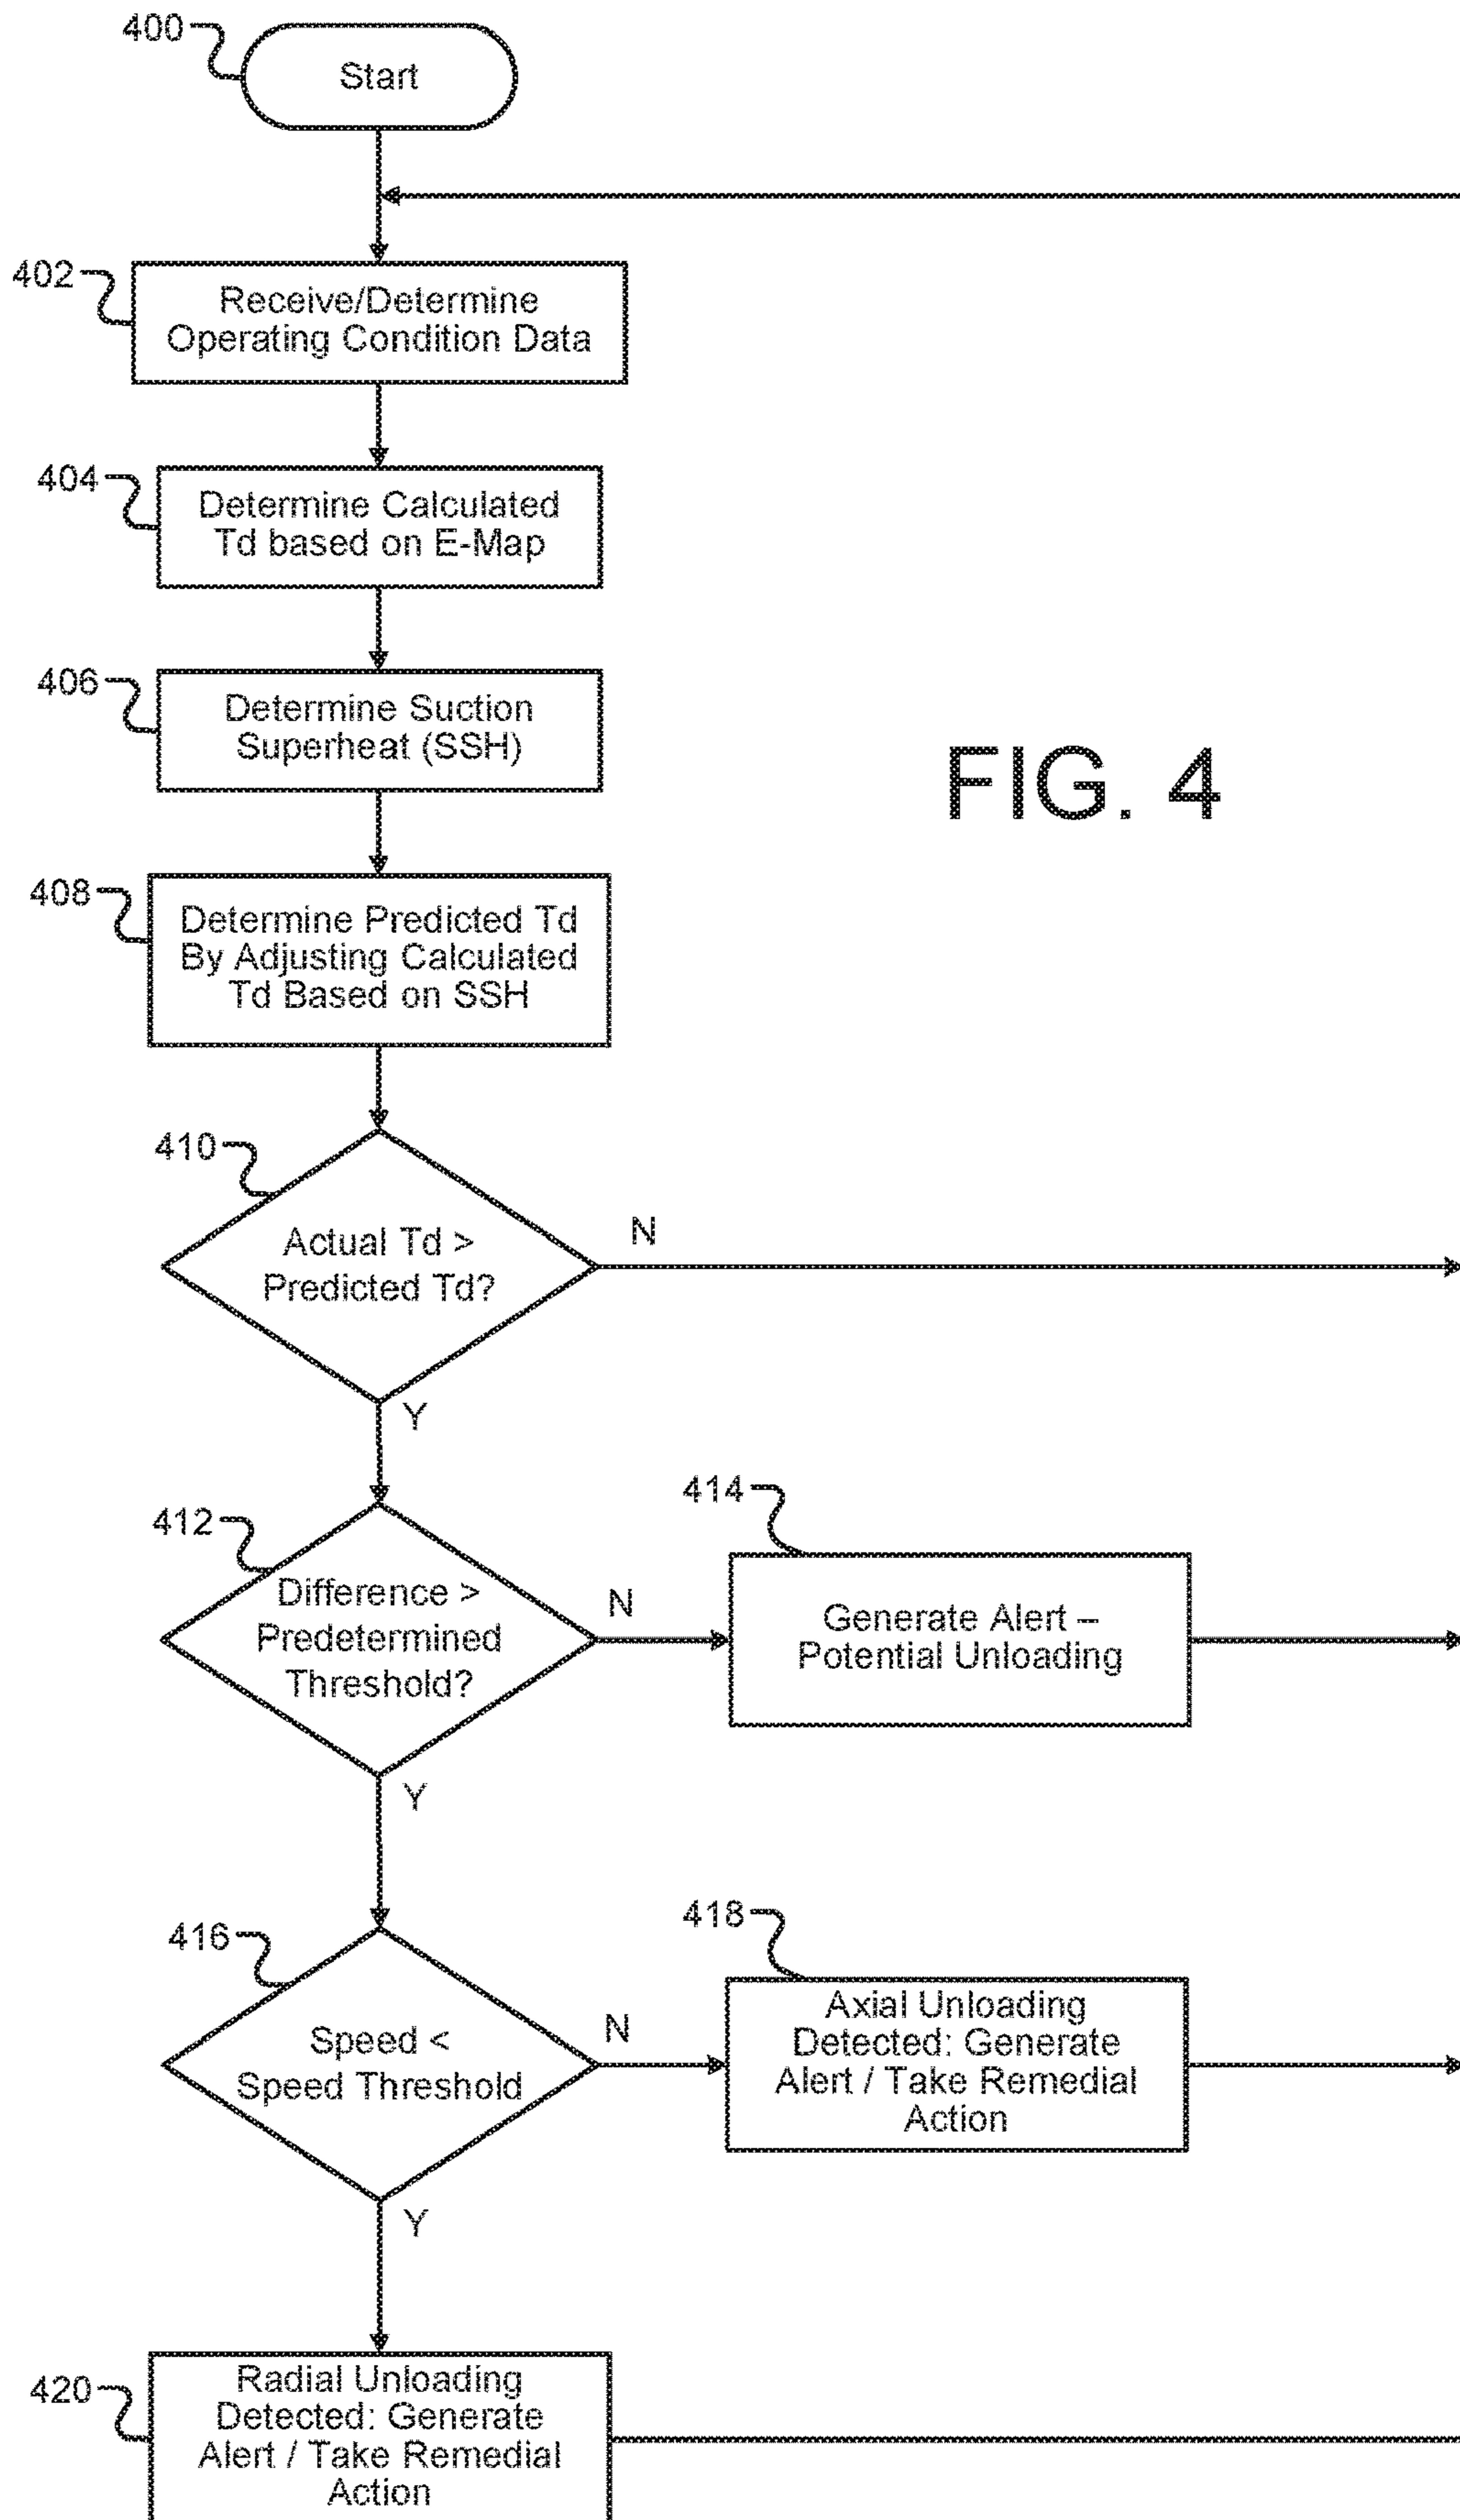 400
Start
402
Receive/Determine
Operating Condition Data
404
Determine Calculated
Td based on E-Map
406
Determine Suction
Superheat (SSH)
FIG. 4
408
Determine Predicted Td
By Adjusting Calculated
Td Based on SSH
410
Actual Td >
Predicted Td?
N
Y
412
Difference >
Predetermined
Threshold?
N
414
Generate Alert –
Potential Unloading
Y
416
Speed <
Speed Threshold
N
418
Axial Unloading
Detected: Generate
Alert / Take Remedial
Action
Y
420
Radial Unloading
Detected: Generate
Alert / Take Remedial
Action